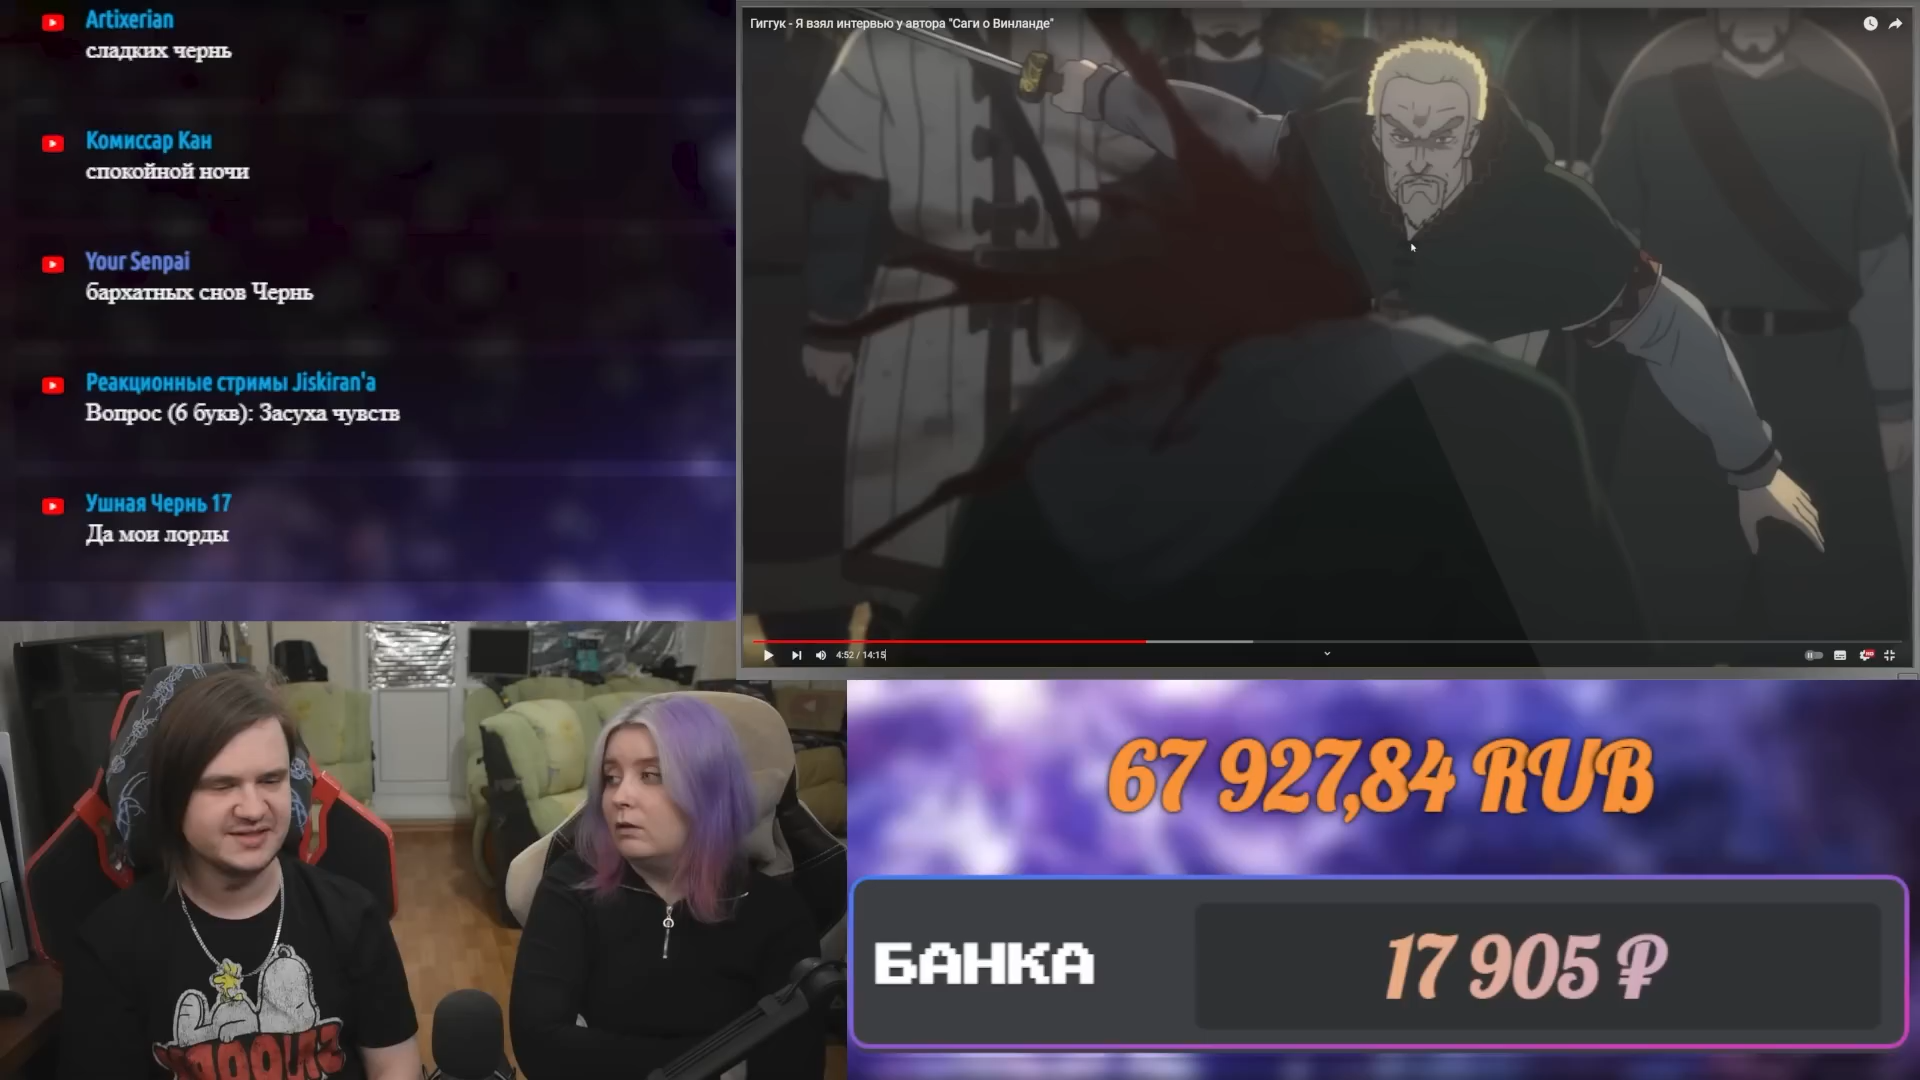 Artixerian
сладких чернь
Комиссар Кан
спокойной ночи
Your Senpai
бархатных снов Чернь
Реакционные стримы Jiskiran'а
Вопрос (6 букв): Засуха чувств
Ушная Чернь 17
Да мои лорды
Гиггук - Я взял интервью у автора "Саги о Винланде"
4:52 / 14:15
67 927,84 RUB
БАНКА
17 905 ₽